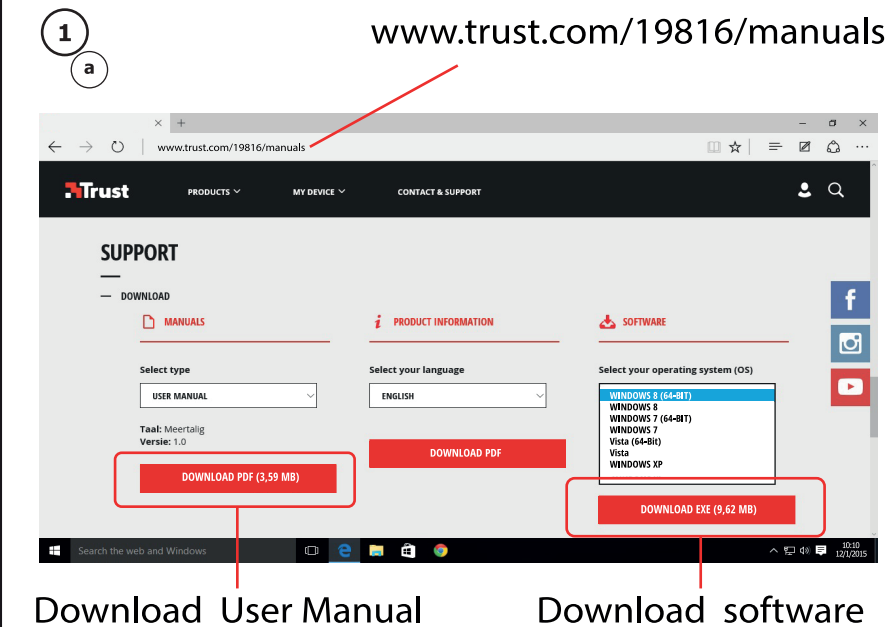 1
www.trust.com/19816/manuals
a
www.trust.com/19816/manuals
Trust
PRODUCTS
MY DEVICE
CONTACT & SUPPORT
SUPPORT
DOWNLOAD
MANUALS
Select type
USER MANUAL
Taal: Meertalig
Versie: 1.0
DOWNLOAD PDF (3,59 MB)
PRODUCT INFORMATION
Select your language
ENGLISH
DOWNLOAD PDF
SOFTWARE
Select your operating system (OS)
WINDOWS 8 (64-BIT)
WINDOWS 8
WINDOWS 7 (64-BIT)
WINDOWS 7
Vista (64-Bit)
Vista
WINDOWS XP
DOWNLOAD EXE (9,62 MB)
Search the web and Windows
10:10
12/1/2015
Download User Manual
Download software